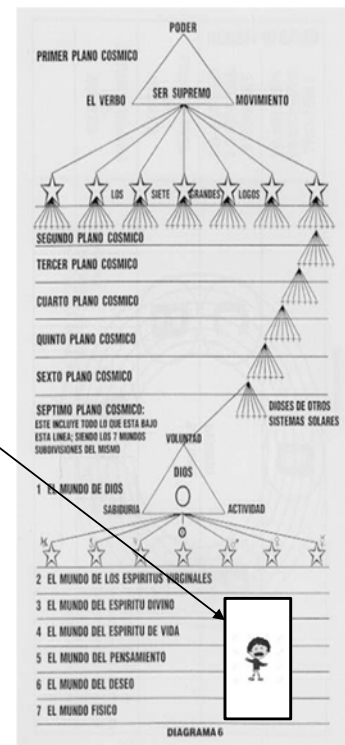 PODER
PRIMER PLANO COSMICO
SER SUPREMO
EL VERBO
MOVIMIENTO
LOS SIETE GRANDES LOGOS
SEGUNDO PLANO COSMICO
TERCER PLANO COSMICO
CUARTO PLANO COSMICO
QUINTO PLANO COSMICO
SEXTO PLANO COSMICO
SEPTIMO PLANO COSMICO:
ESTE INCLUYE TODO LO QUE ESTA BAJO
ESTA LINEA; SIENDO LOS 7 MUNDOS
SUBDIVISIONES DEL MISMO
DIOSES DE OTROS
SISTEMAS SOLARES
VOLUNTAD
DIOS
1 EL MUNDO DE DIOS
SABIDURIA
ACTIVIDAD
2 EL MUNDO DE LOS ESPIRITUS VIRGINALES
3 EL MUNDO DEL ESPIRITU DIVINO
4 EL MUNDO DEL ESPIRITU DE VIDA
5 EL MUNDO DEL PENSAMIENTO
6 EL MUNDO DEL DESEO
7 EL MUNDO FISICO
DIAGRAMA 6